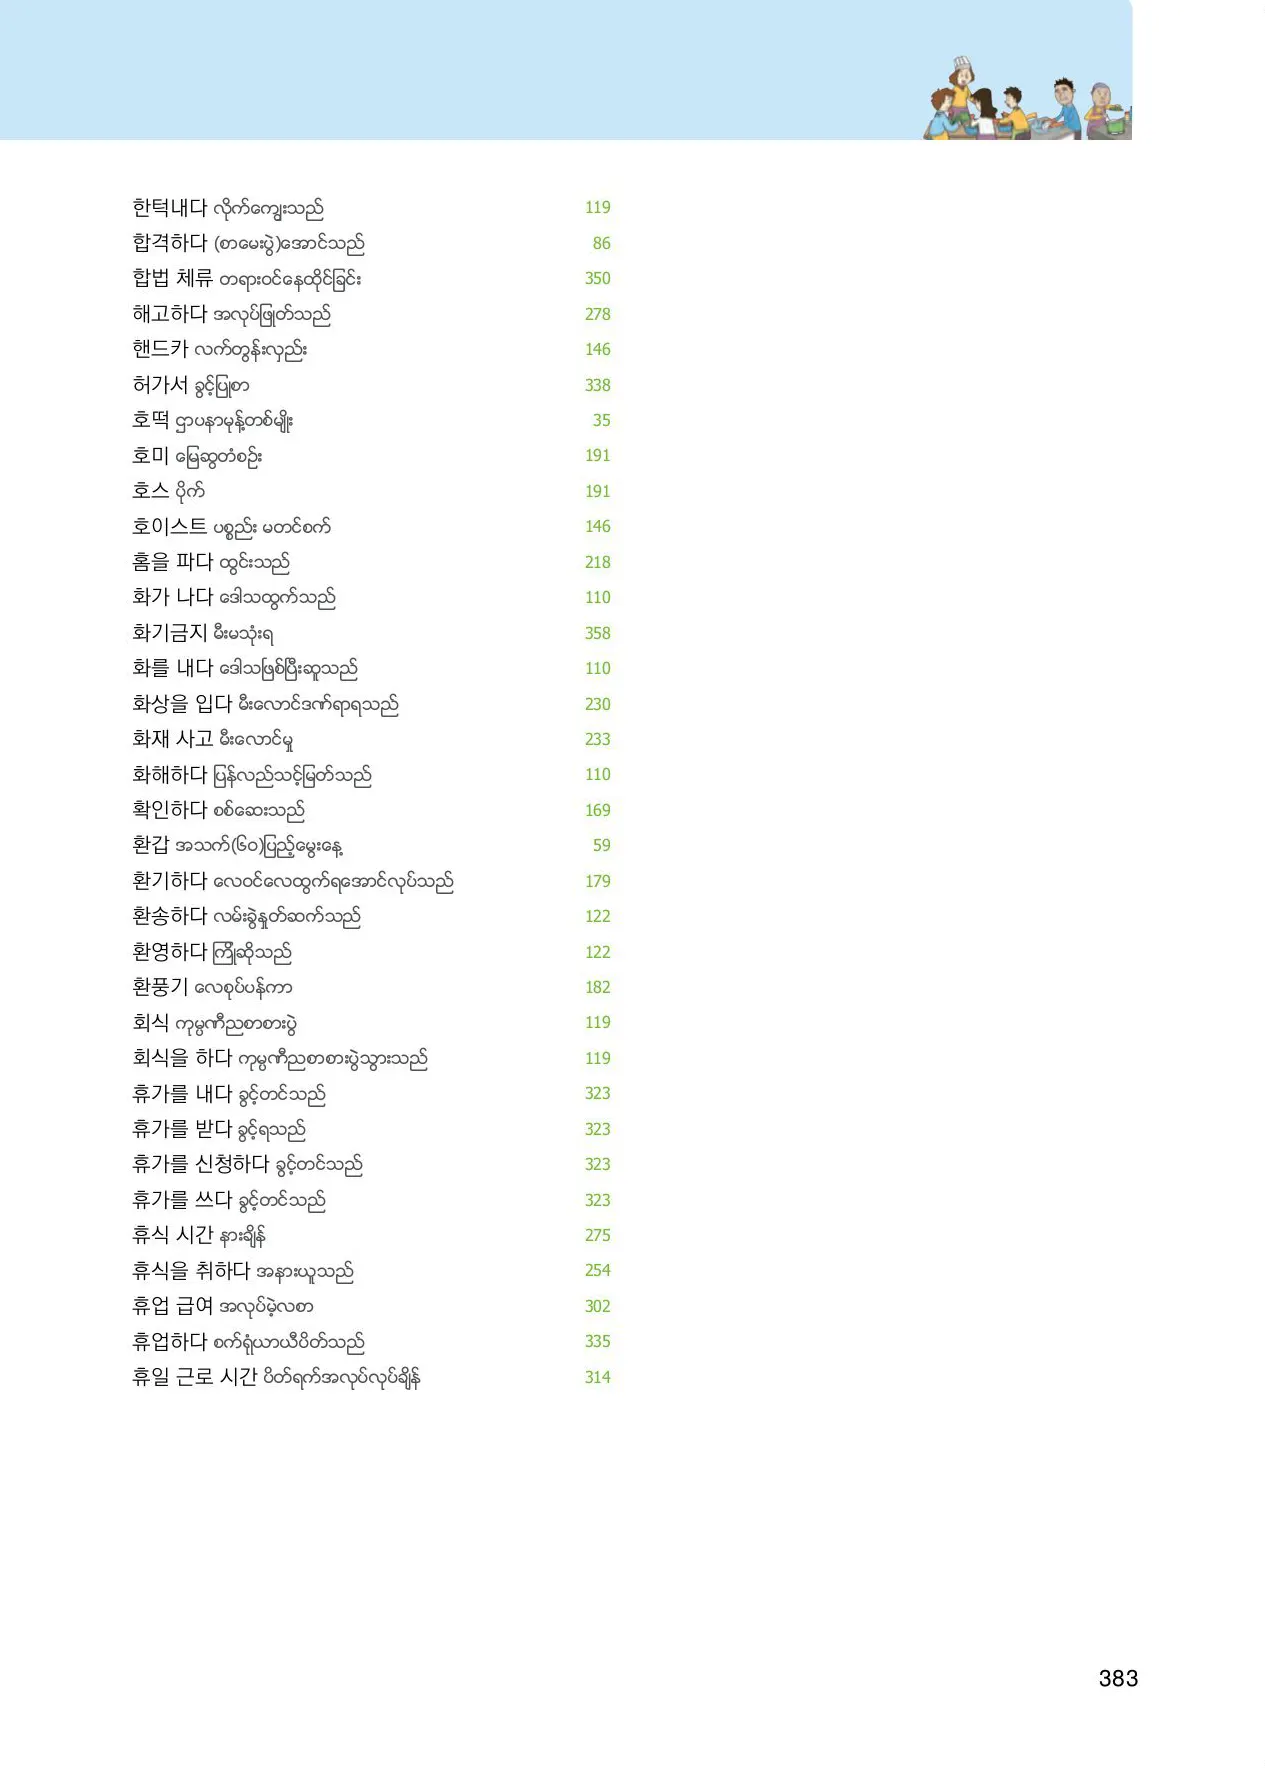 한턱내다 လိုက်ကျွေးသည် 119
합격하다 (စာမေးပွဲ)အောင်သည် 86
합법 체류 တရားဝင်နေထိုင်ခြင်း 350
해고하다 အလုပ်ဖြုတ်သည် 278
핸드카 လက်တွန်းလှည်း 146
허가서 ခွင့်ပြုစာ 338
호떡 ဌာပနာမုန့်တစ်မျိုး 35
호미 မြေဆွတံစဉ်း 191
호스 ပိုက် 191
호이스트 ပစ္စည်း မတင်စက် 146
홈을 파다 ထွင်းသည် 218
화가 나다 ဒေါသထွက်သည် 110
화기금지 မီးမသုံးရ 358
화를 내다 ဒေါသဖြစ်ပြီးဆူသည် 110
화상을 입다 မီးလောင်ဒဏ်ရာရသည် 230
화재 사고 မီးလောင်မှု 233
화해하다 ပြန်လည်သင့်မြတ်သည် 110
확인하다 စစ်ဆေးသည် 169
환갑 အသက်(၆၀)ပြည့်မွေးနေ့ 59
환기하다 လေဝင်လေထွက်ရအောင်လုပ်သည် 179
환송하다 လမ်းခွဲနှုတ်ဆက်သည် 122
환영하다 ကြိုဆိုသည် 122
환풍기 လေစုပ်ပန်ကာ 182
회식 ကုမ္ပဏီညစာစားပွဲ 119
회식을 하다 ကုမ္ပဏီညစာစားပွဲသွားသည် 119
휴가를 내다 ခွင့်တင်သည် 323
휴가를 받다 ခွင့်ရသည် 323
휴가를 신청하다 ခွင့်တင်သည် 323
휴가를 쓰다 ခွင့်တင်သည် 323
휴식 시간 နားချိန် 275
휴식을 취하다 အနားယူသည် 254
휴업 급여 အလုပ်မဲ့လစာ 302
휴업하다 စက်ရုံယာယီပိတ်သည် 335
휴일 근로 시간 ပိတ်ရက်အလုပ်လုပ်ချိန် 314
383